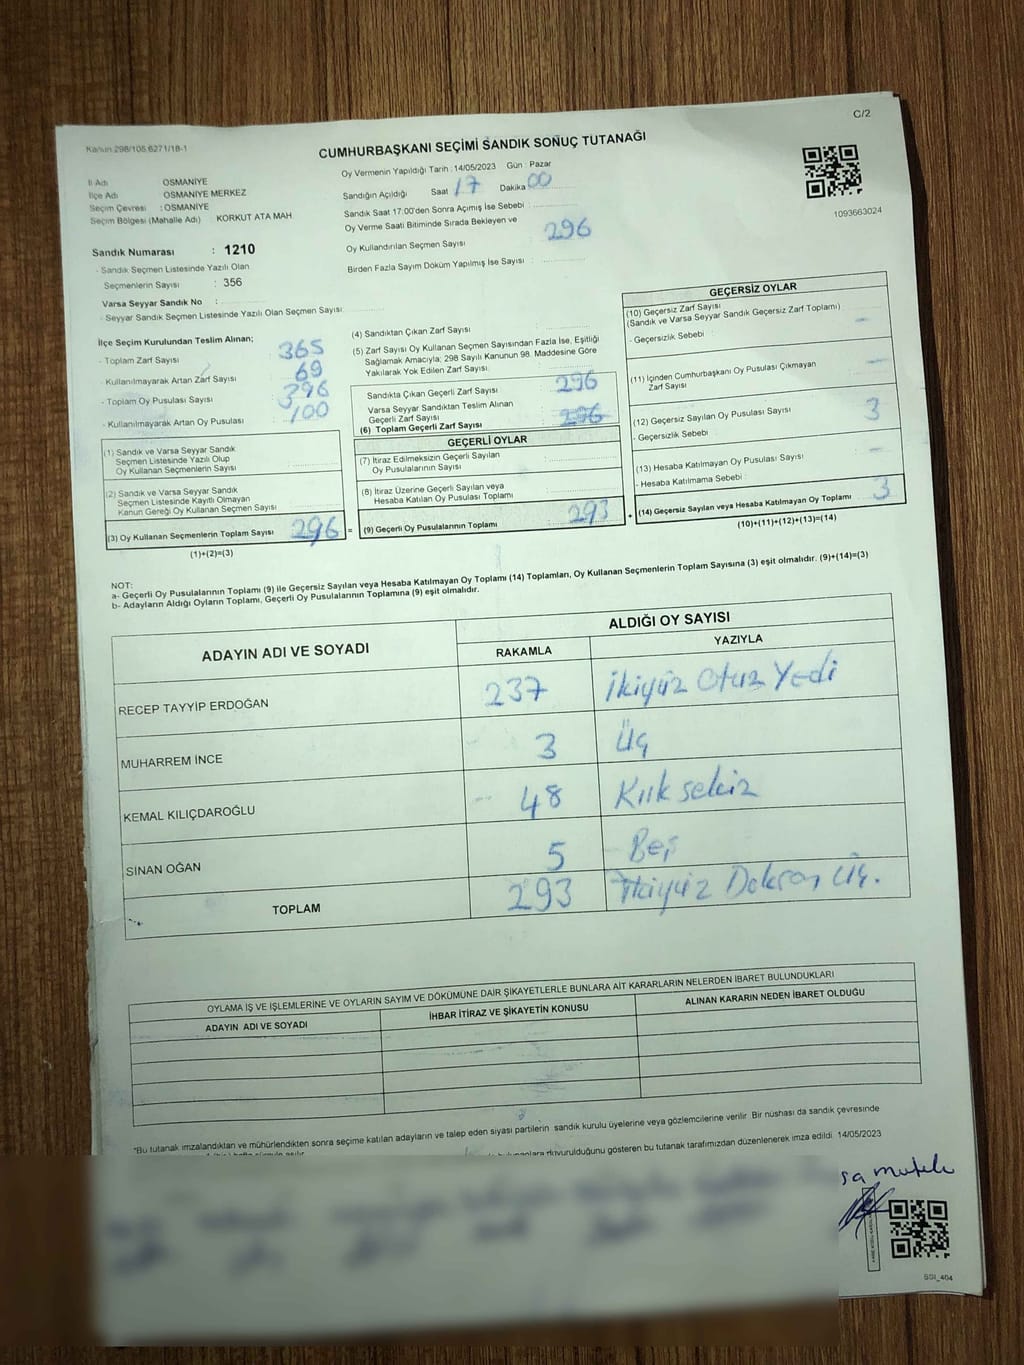 C/2
Kanun 298/105,6271/18-1
CUMHURBAŞKANI SEÇİMİ SANDIK SONUÇ TUTANAĞI
İl Adı OSMANİYE
İlçe Adı OSMANİYE MERKEZ
Seçim Çevresi : OSMANİYE
Seçim Bölgesi (Mahalle Adı) KORKUT ATA MAH
Sandık Numarası : 1210
- Sandık Seçmen Listesinde Yazılı Olan
Seçmenlerin Sayısı : 356
Varsa Seyyar Sandık No :
- Seyyar Sandık Seçmen Listesinde Yazılı Olan Seçmen Sayısı:
Oy Vermenin Yapıldığı Tarih : 14/05/2023 Gün : Pazar
Sandığın Açıldığı Saat 17 Dakika 00
Sandık Saat 17:00'den Sonra Açımış İse Sebebi :
Oy Verme Saati Bitiminde Sırada Bekleyen ve
Oy Kullandırılan Seçmen Sayısı : 296
Birden Fazla Sayım Döküm Yapılmış İse Sayısı :
1093663024
İlçe Seçim Kurulundan Teslim Alınan;
- Toplam Zarf Sayısı : 365
- Kullanılmayarak Artan Zarf Sayısı : 69
- Toplam Oy Pusulası Sayısı : 396
- Kullanılmayarak Artan Oy Pusulası : 100
(1) Sandık ve Varsa Seyyar Sandık
Seçmen Listesinde Yazılı Olup
Oy Kullanan Seçmenlerin Sayısı :
(2) Sandık ve Varsa Seyyar Sandık
Seçmen Listesinde Kayıtlı Olmayan
Kanun Gereği Oy Kullanan Seçmen Sayısı :
(3) Oy Kullanan Seçmenlerin Toplam Sayısı 296 =
(1)+(2)=(3)
(4) Sandıktan Çıkan Zarf Sayısı :
(5) Zarf Sayısı Oy Kullanan Seçmen Sayısından Fazla İse, Eşitliği
Sağlamak Amacıyla; 298 Sayılı Kanunun 98. Maddesine Göre
Yakılarak Yok Edilen Zarf Sayısı. :
Sandıkta Çıkan Geçerli Zarf Sayısı : 296
Varsa Seyyar Sandıktan Teslim Alınan
Geçerli Zarf Sayısı : 296
(6) Toplam Geçerli Zarf Sayısı :
GEÇERLİ OYLAR
(7) İtiraz Edilmeksizin Geçerli Sayılan
Oy Pusulalarının Sayısı :
(8) İtiraz Üzerine Geçerli Sayılan veya
Hesaba Katılan Oy Pusulası Toplamı :
(9) Geçerli Oy Pusulalarının Toplamı : 293 +
GEÇERSİZ OYLAR
(10) Geçersiz Zarf Sayısı
(Sandık ve Varsa Seyyar Sandık Geçersiz Zarf Toplamı) : -
- Geçersizlik Sebebi :
(11) İçinden Cumhurbaşkanı Oy Pusulası Çıkmayan
Zarf Sayısı : -
(12) Geçersiz Sayılan Oy Pusulası Sayısı : 3
- Geçersizlik Sebebi :
(13) Hesaba Katılmayan Oy Pusulası Sayısı : -
- Hesaba Katılmama Sebebi :
(14) Geçersiz Sayılan veya Hesaba Katılmayan Oy Toplamı : 3
(10)+(11)+(12)+(13)=(14)
NOT:
a- Geçerli Oy Pusulalarının Toplamı (9) ile Geçersiz Sayılan veya Hesaba Katılmayan Oy Toplamı (14) Toplamları, Oy Kullanan Seçmenlerin Toplam Sayısına (3) eşit olmalıdır. (9)+(14)=(3)
b- Adayların Aldığı Oyların Toplamı, Geçerli Oy Pusulalarının Toplamına (9) eşit olmalıdır.
ADAYIN ADI VE SOYADI ALDIĞI OY SAYISI
RAKAMLA YAZIYLA
RECEP TAYYİP ERDOĞAN 237 İkiyüz Otuz Yedi
MUHARREM İNCE 3 Üç
KEMAL KILIÇDAROĞLU 48 Kırk sekiz
SİNAN OĞAN 5 Beş
TOPLAM 293 İkiyüz Doksan Üç.
OYLAMA İŞ VE İŞLEMLERİNE VE OYLARIN SAYIM VE DÖKÜMÜNE DAİR ŞİKAYETLERLE BUNLARA AİT KARARLARIN NELERDEN İBARET BULUNDUKLARI
ADAYIN ADI VE SOYADI İHBAR İTİRAZ VE ŞİKAYETİN KONUSU ALINAN KARARIN NEDEN İBARET OLDUĞU
*Bu tutanak imzalandıktan ve mühürlendikten sonra seçime katılan adayların ve talep eden siyasi partilerin sandık kurulu üyelerine veya gözlemcilerine verilir. Bir nüshası da sandık çevresinde
duyurulduğunu gösteren bu tutanak tarafımızdan düzenlenerek imza edildi. 14/05/2023
SSI_404